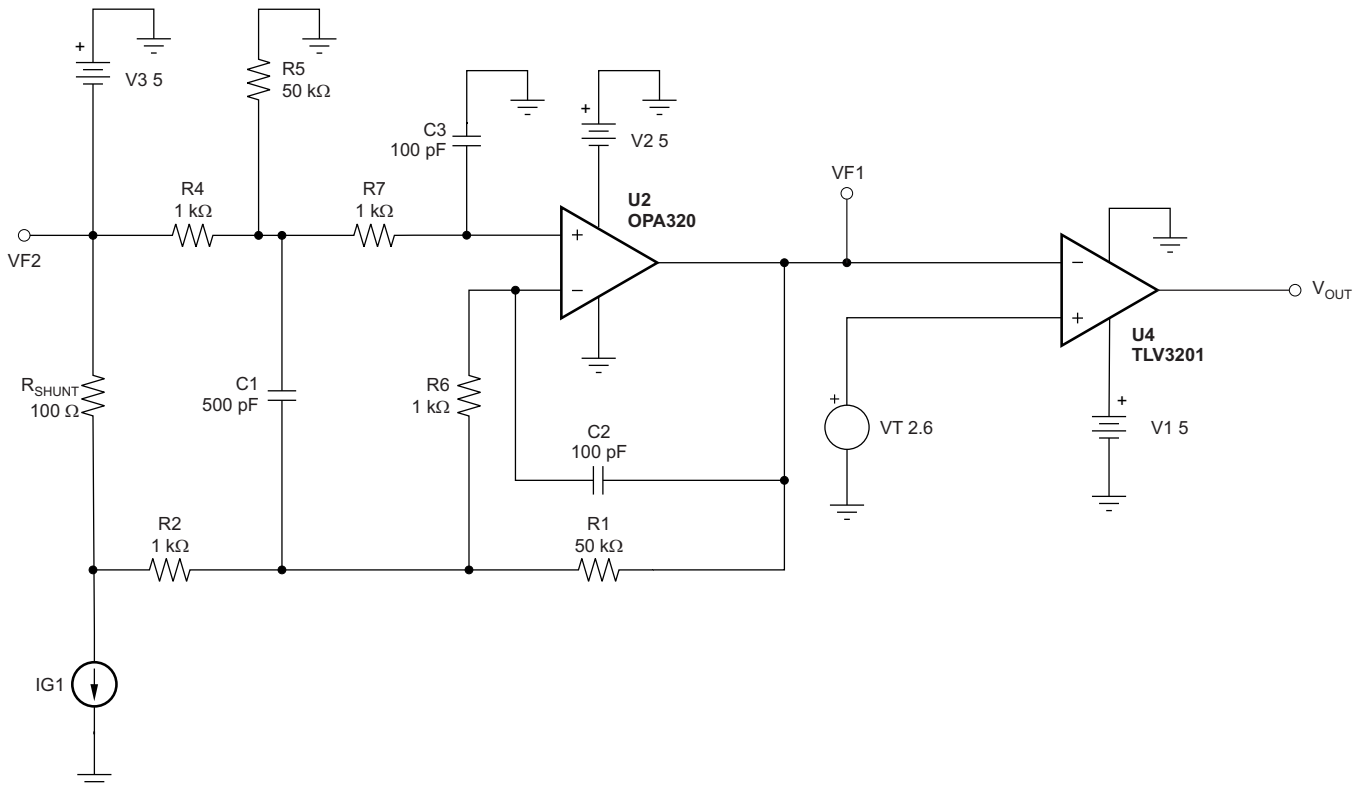 +
V3 5
R5
50 kΩ
C3
100 pF
+
V2 5
R4
1 kΩ
R7
1 kΩ
U2
OPA320
VF1
VF2
+
−
−
+
VOUT
U4
TLV3201
RSHUNT
100 Ω
C1
500 pF
R6
1 kΩ
C2
100 pF
+
VT 2.6
+
V1 5
R2
1 kΩ
R1
50 kΩ
IG1